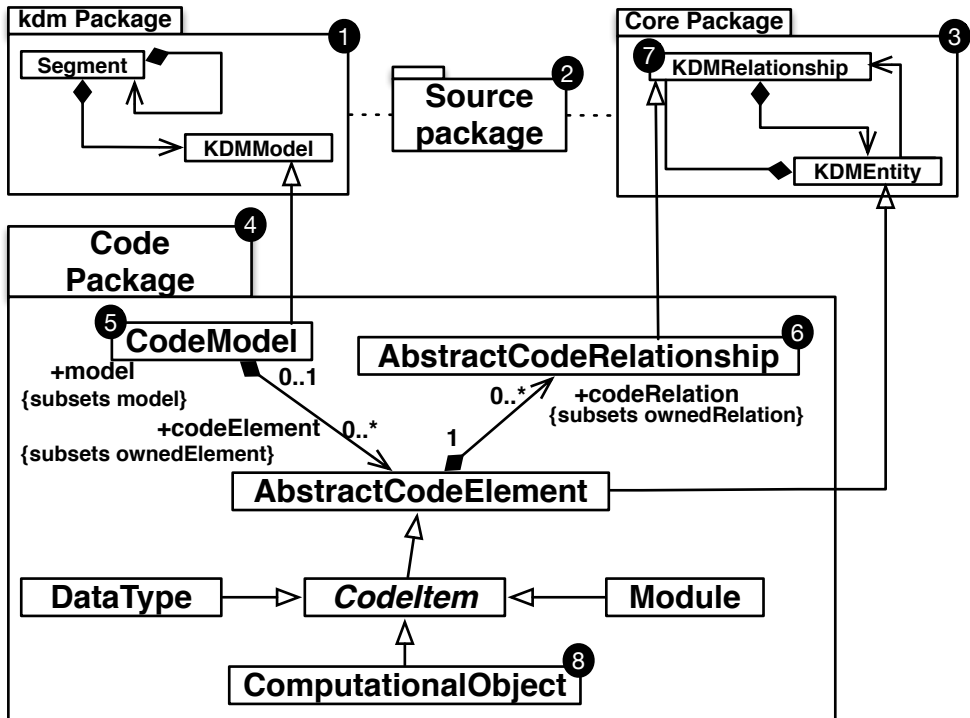 kdm Package
1
Segment
KDMModel
2
Source
package
Core Package
3
7
KDMRelationship
KDMEntity
4
Code
Package
5
CodeModel
6
AbstractCodeRelationship
+model
{subsets model}
0..1
+codeElement
{subsets ownedElement}
0..*
1
0..*
+codeRelation
{subsets ownedRelation}
AbstractCodeElement
DataType
CodeItem
Module
8
ComputationalObject